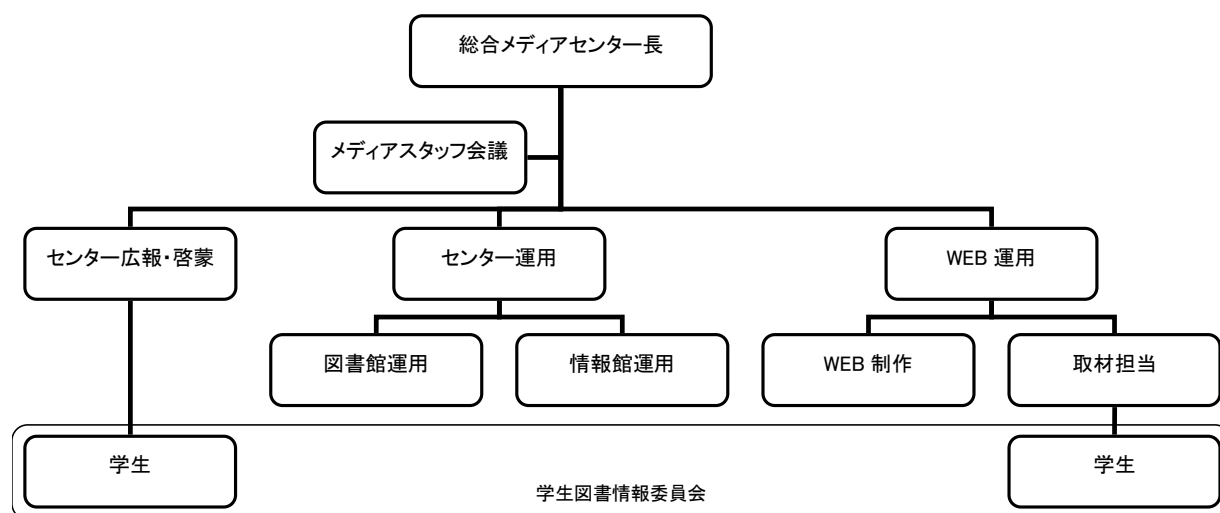 総合メディアセンター長
メディアスタッフ会議
センター広報・啓蒙
センター運用
WEB 運用
図書館運用
情報館運用
WEB 制作
取材担当
学生
学生
学生図書情報委員会